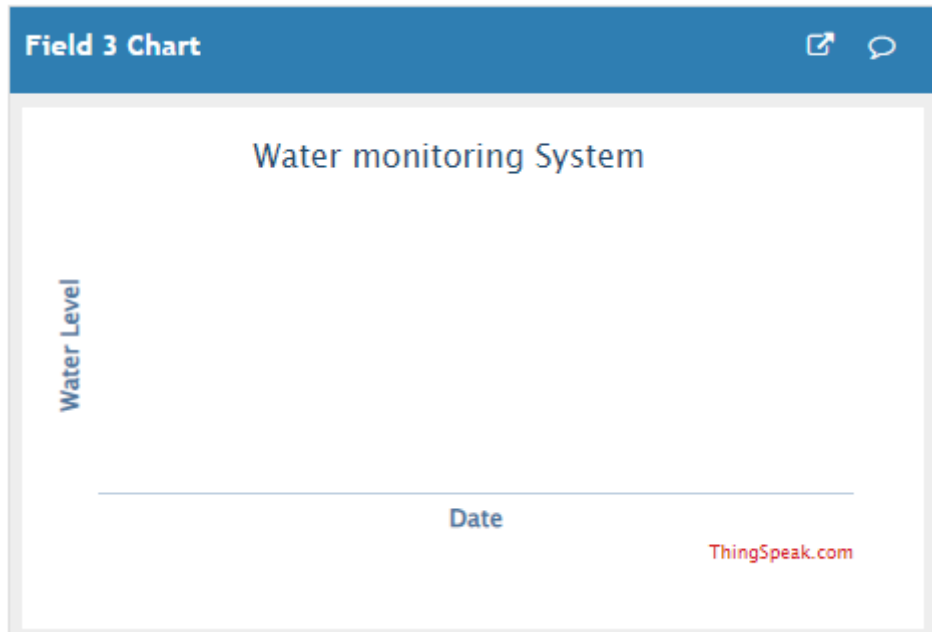 Field 3 Chart
Water monitoring System
Water Level
Date
ThingSpeak.com